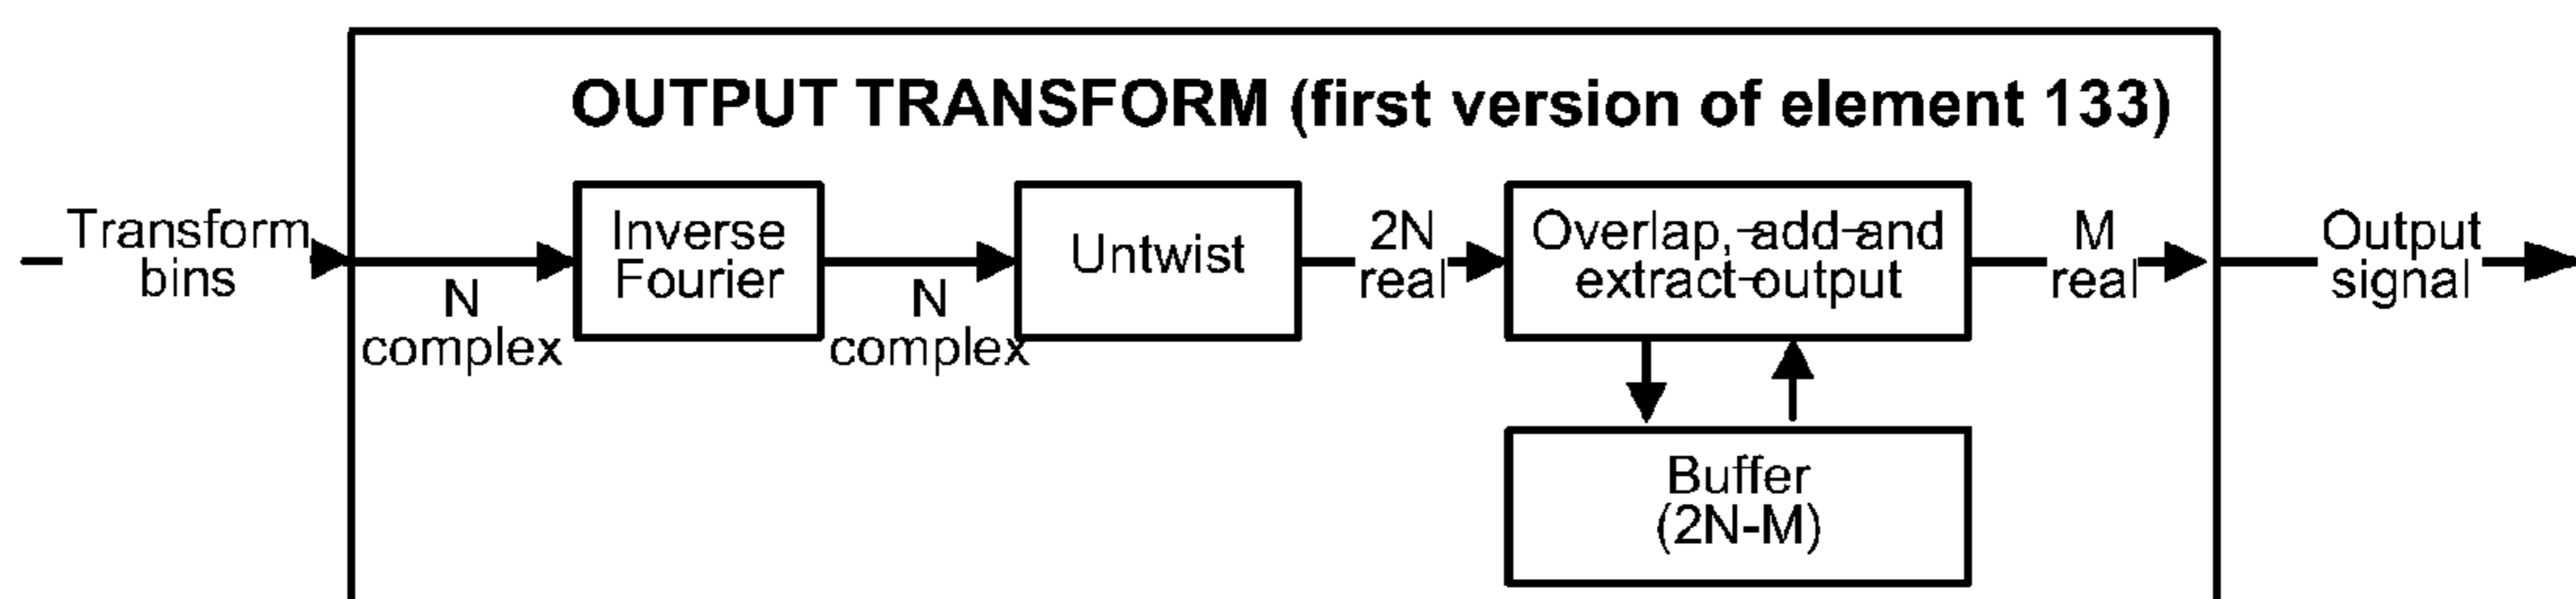 OUTPUT TRANSFORM (first version of element 133)
Transform
bins
N
complex
Inverse
Fourier
N
complex
Untwist
2N
real
Overlap, add and
extract output
M
real
Output
signal
Buffer
(2N-M)